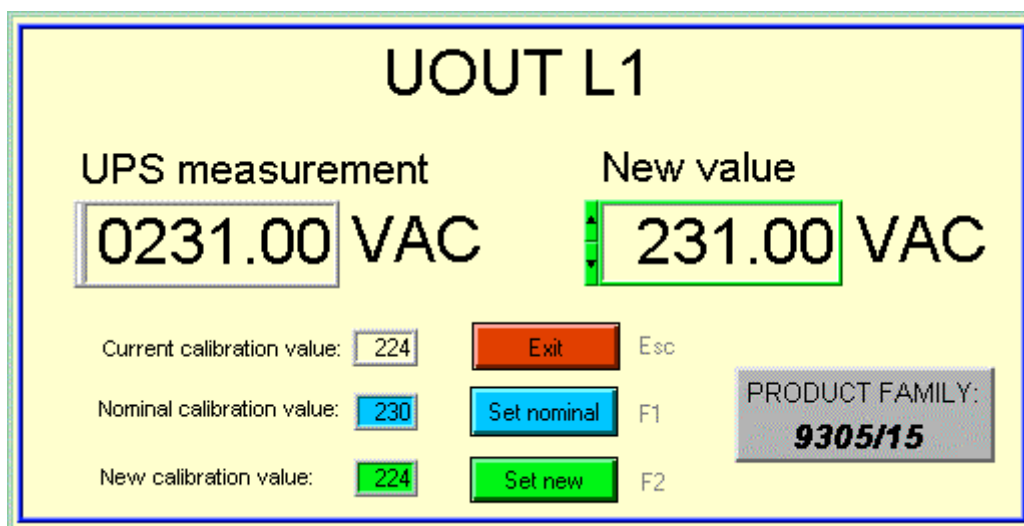 UOUT L1
UPS measurement New value
0231.00 VAC 231.00 VAC
Current calibration value: 224 Exit Esc
Nominal calibration value: 230 Set nominal F1
PRODUCT FAMILY:
9305/15
New calibration value: 224 Set new F2